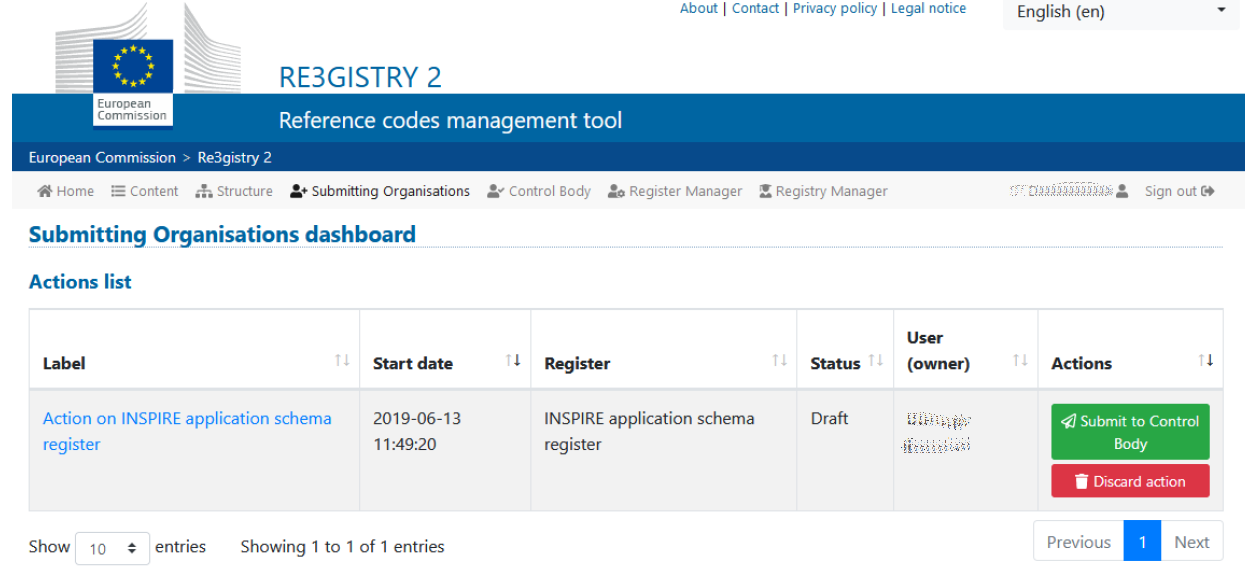 About | Contact | Privacy policy | Legal notice
English (en)
European
Commission
RE3GISTRY 2
Reference codes management tool
European Commission > Re3gistry 2
Home Content Structure Submitting Organisations Control Body Register Manager Registry Manager Sign out
Submitting Organisations dashboard
Actions list
User
Label Start date Register Status (owner) Actions
Action on INSPIRE application schema 2019-06-13 INSPIRE application schema Draft Submit to Control
register 11:49:20 register Body
Discard action
Show 10 entries Showing 1 to 1 of 1 entries Previous 1 Next